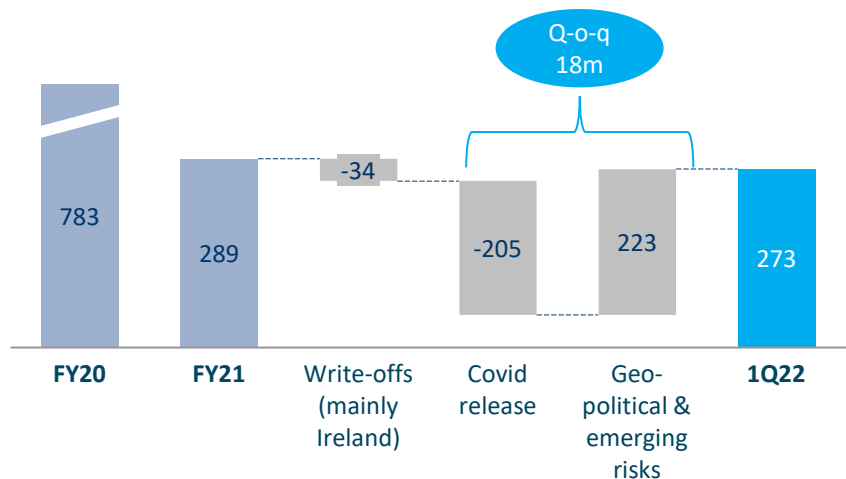 Q-o-q
18m
783
289
-34
-205
223
273
FY20
FY21
Write-offs
(mainly
Ireland)
Covid
release
Geo-
political &
emerging
risks
1Q22